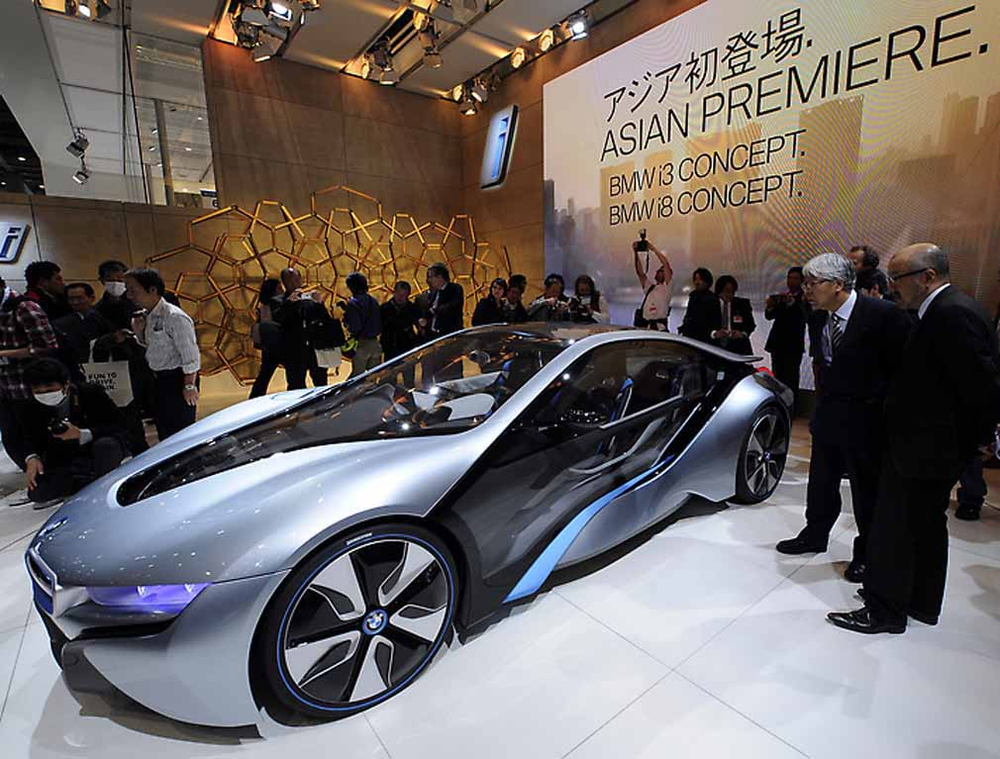 アジア初登場.
ASIAN PREMIERE.
BMW i3 CONCEPT.
BMW i8 CONCEPT.
i
i